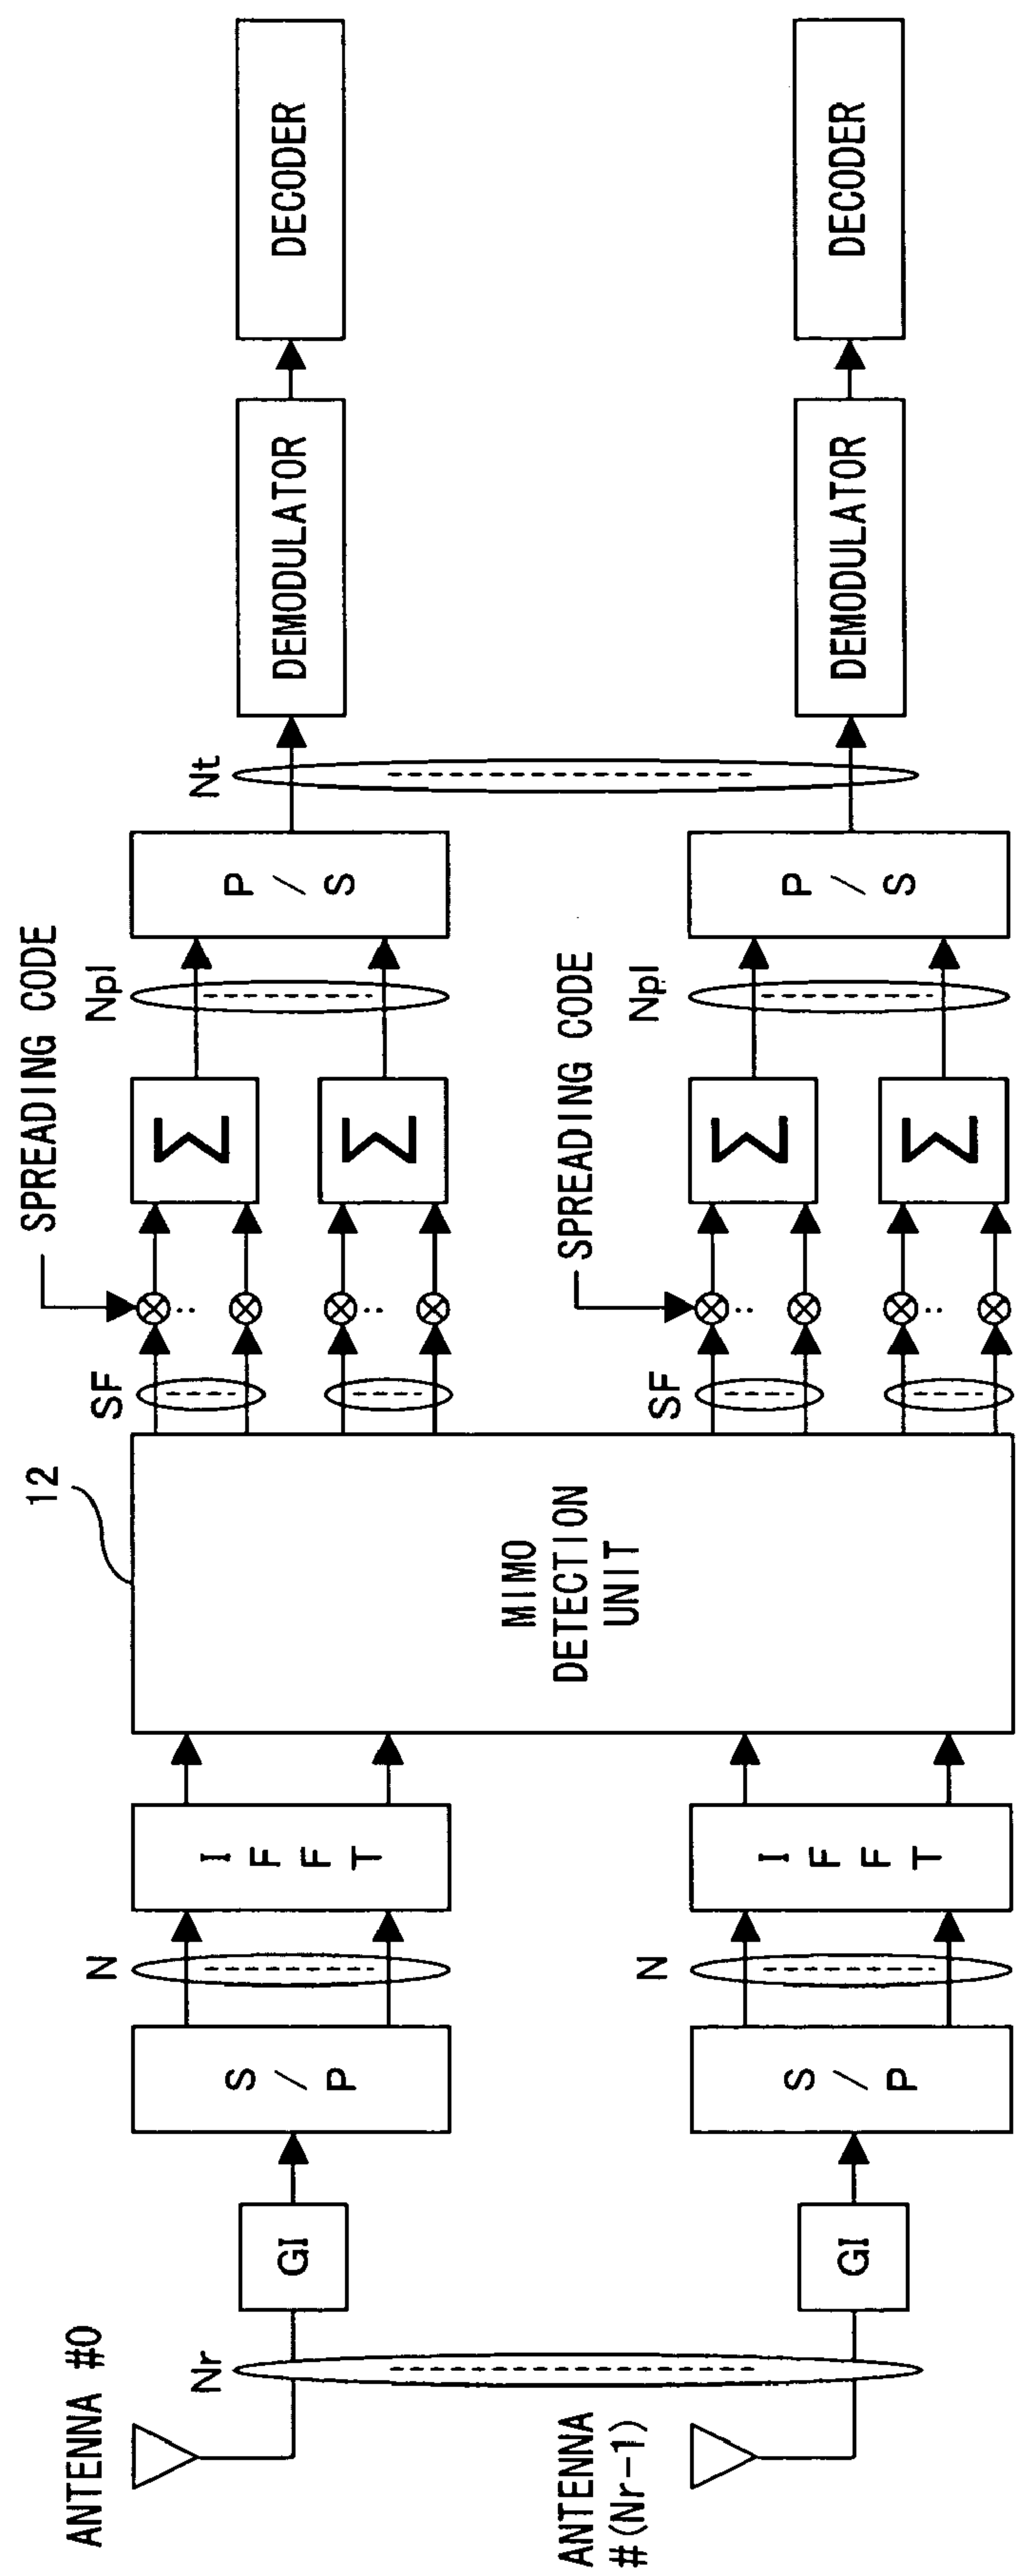 ANTENNA #0
Nr
GI
S/P
N
IFFT
12
MIMO
DETECTION
UNIT
SF
SPREADING CODE
Σ
Σ
Npl
P/S
Nt
DEMODULATOR
DECODER
ANTENNA
#(Nr-1)
GI
S/P
N
IFFT
SF
SPREADING CODE
Σ
Σ
Npl
P/S
DEMODULATOR
DECODER